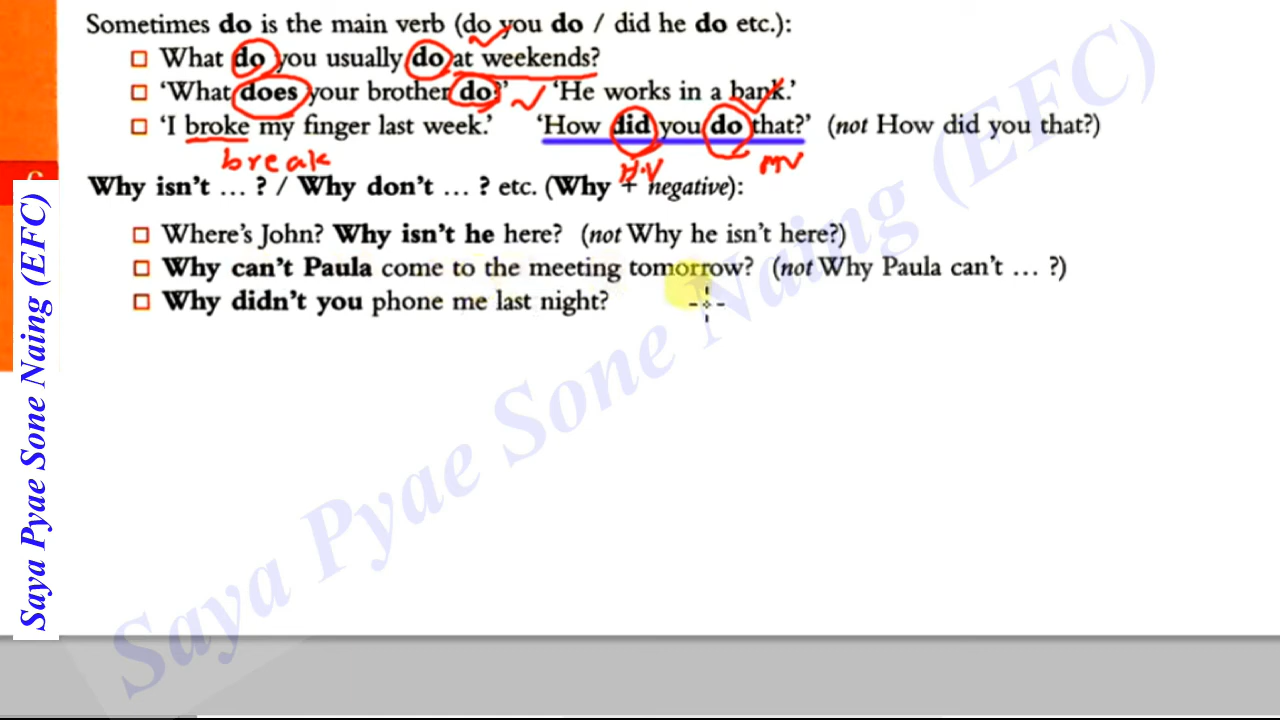 Sometimes do is the main verb (do you do / did he do etc.):
What do you usually do at weekends?
'What does your brother do?' 'He works in a bank.'
'I broke my finger last week.' 'How did you do that?' (not How did you that?)
break H.V mv
Why isn't ... ? / Why don't ... ? etc. (Why + negative):
Where's John? Why isn't he here? (not Why he isn't here?)
Why can't Paula come to the meeting tomorrow? (not Why Paula can't ... ?)
Why didn't you phone me last night?
Saya Pyae Sone Naing (EFC)
Saya Pyae Sone Naing (EFC)